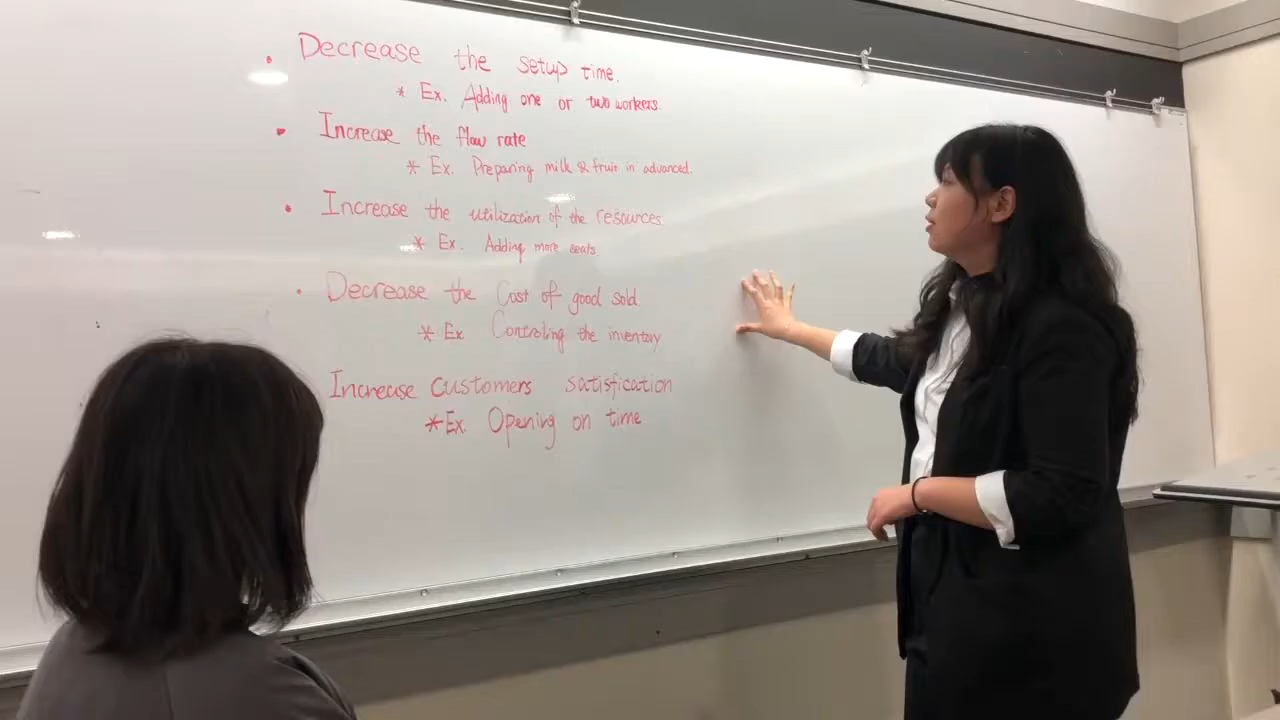 • Decrease the setup time.
* Ex. Adding one or two workers.
• Increase the flow rate
* Ex. Preparing milk & fruit in advanced.
• Increase the utilization of the resources.
* Ex. Adding more seats.
• Decrease the Cost of good sold
* Ex Controling the inventory
Increase customers satisfication
* Ex. Opening on time